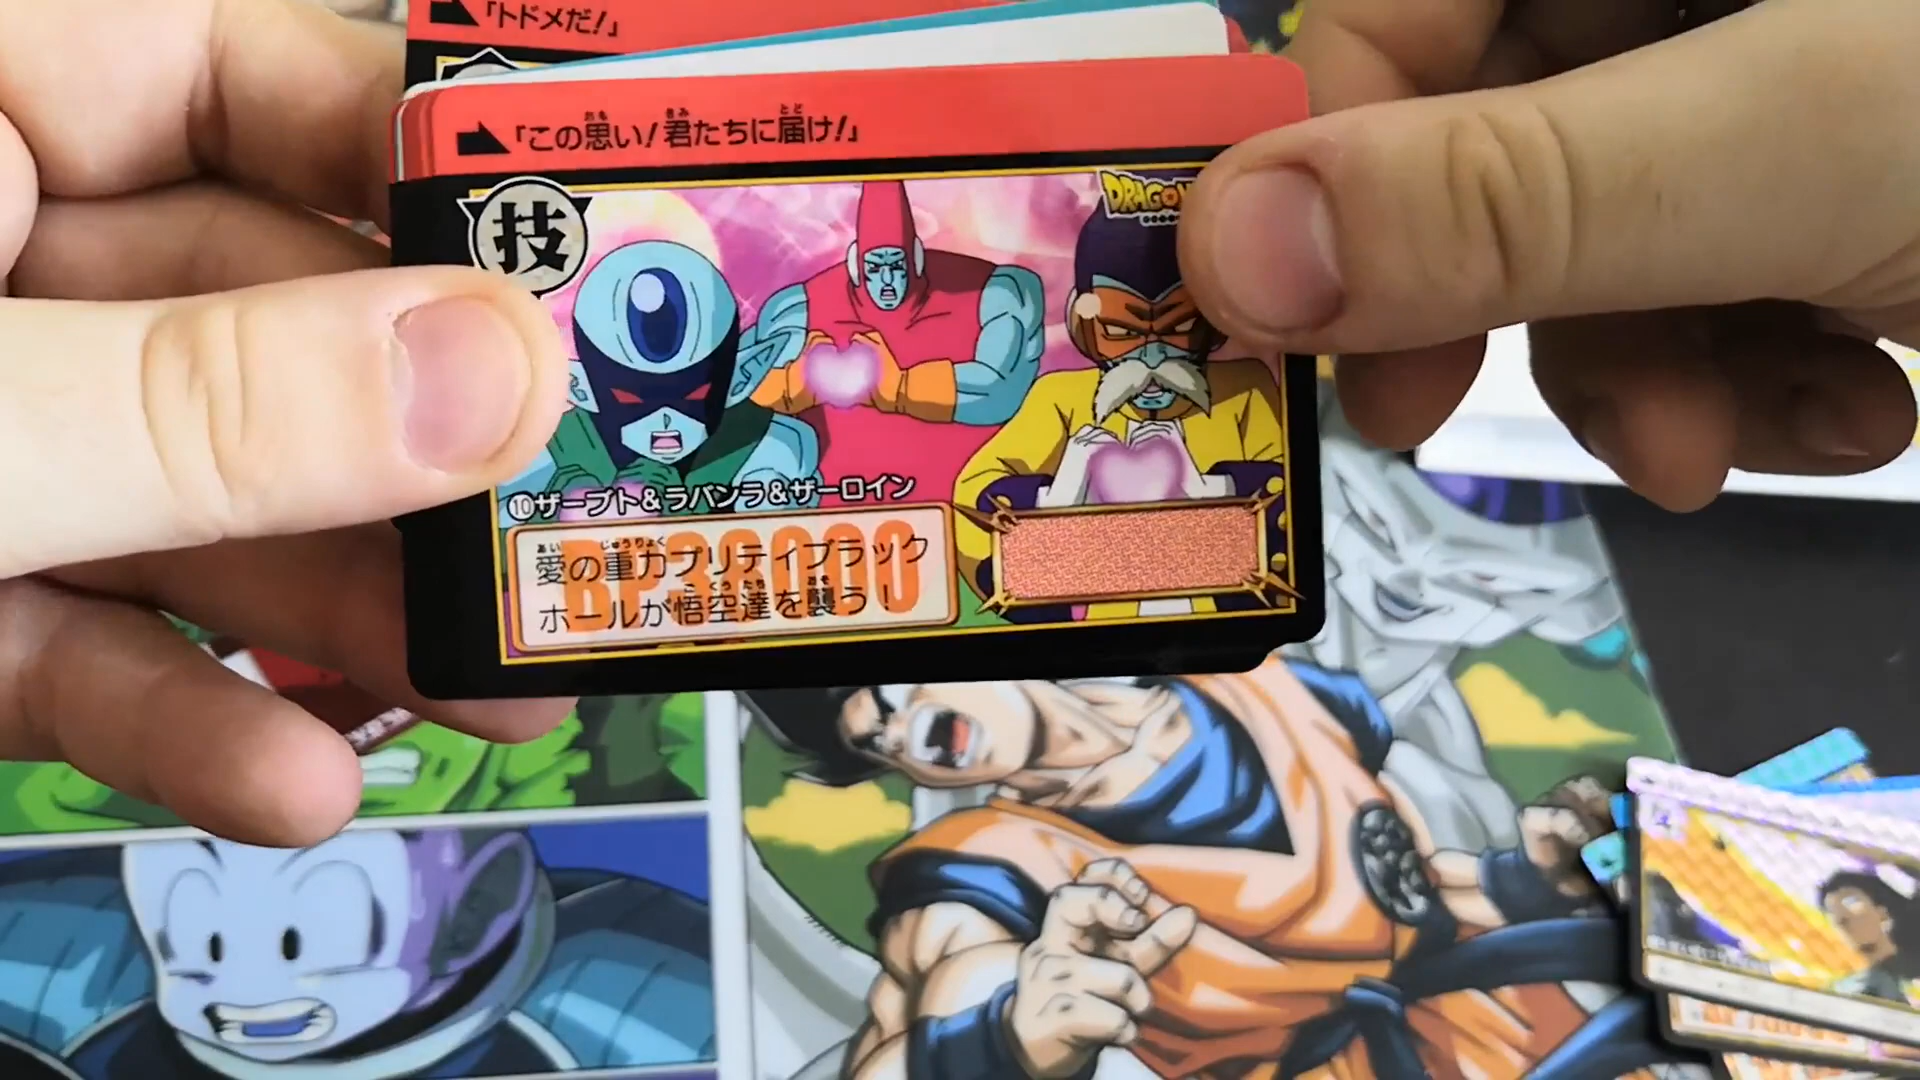 「トドメだ!」
「この思い!君たちに届け!」
技
DRAGON
⑩ザーブト&ラバンラ&ザーロイン
愛の重力プリティブラック
ホールが悟空達を襲う!
BP36000